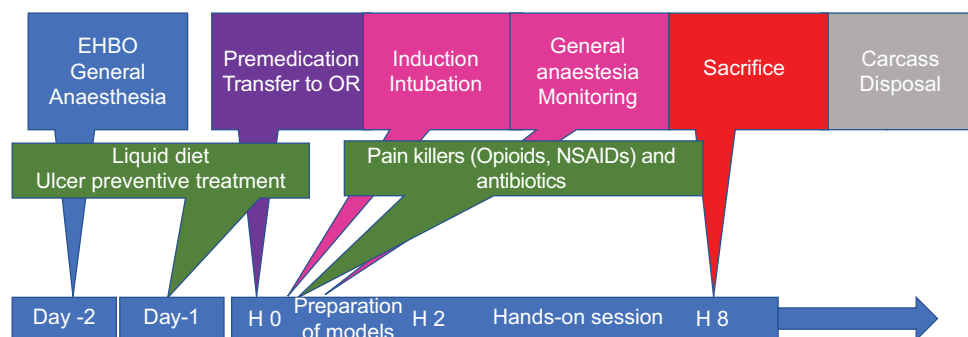 EHBO
General
Anaesthesia
Premedication
Transfer to OR
Induction
Intubation
General
anaestesia
Monitoring
Sacrifice
Carcass
Disposal
Liquid diet
Ulcer preventive treatment
Pain killers (Opioids, NSAIDs) and
antibiotics
Day -2
Day-1
H 0
Preparation
of models
H 2
Hands-on session
H 8